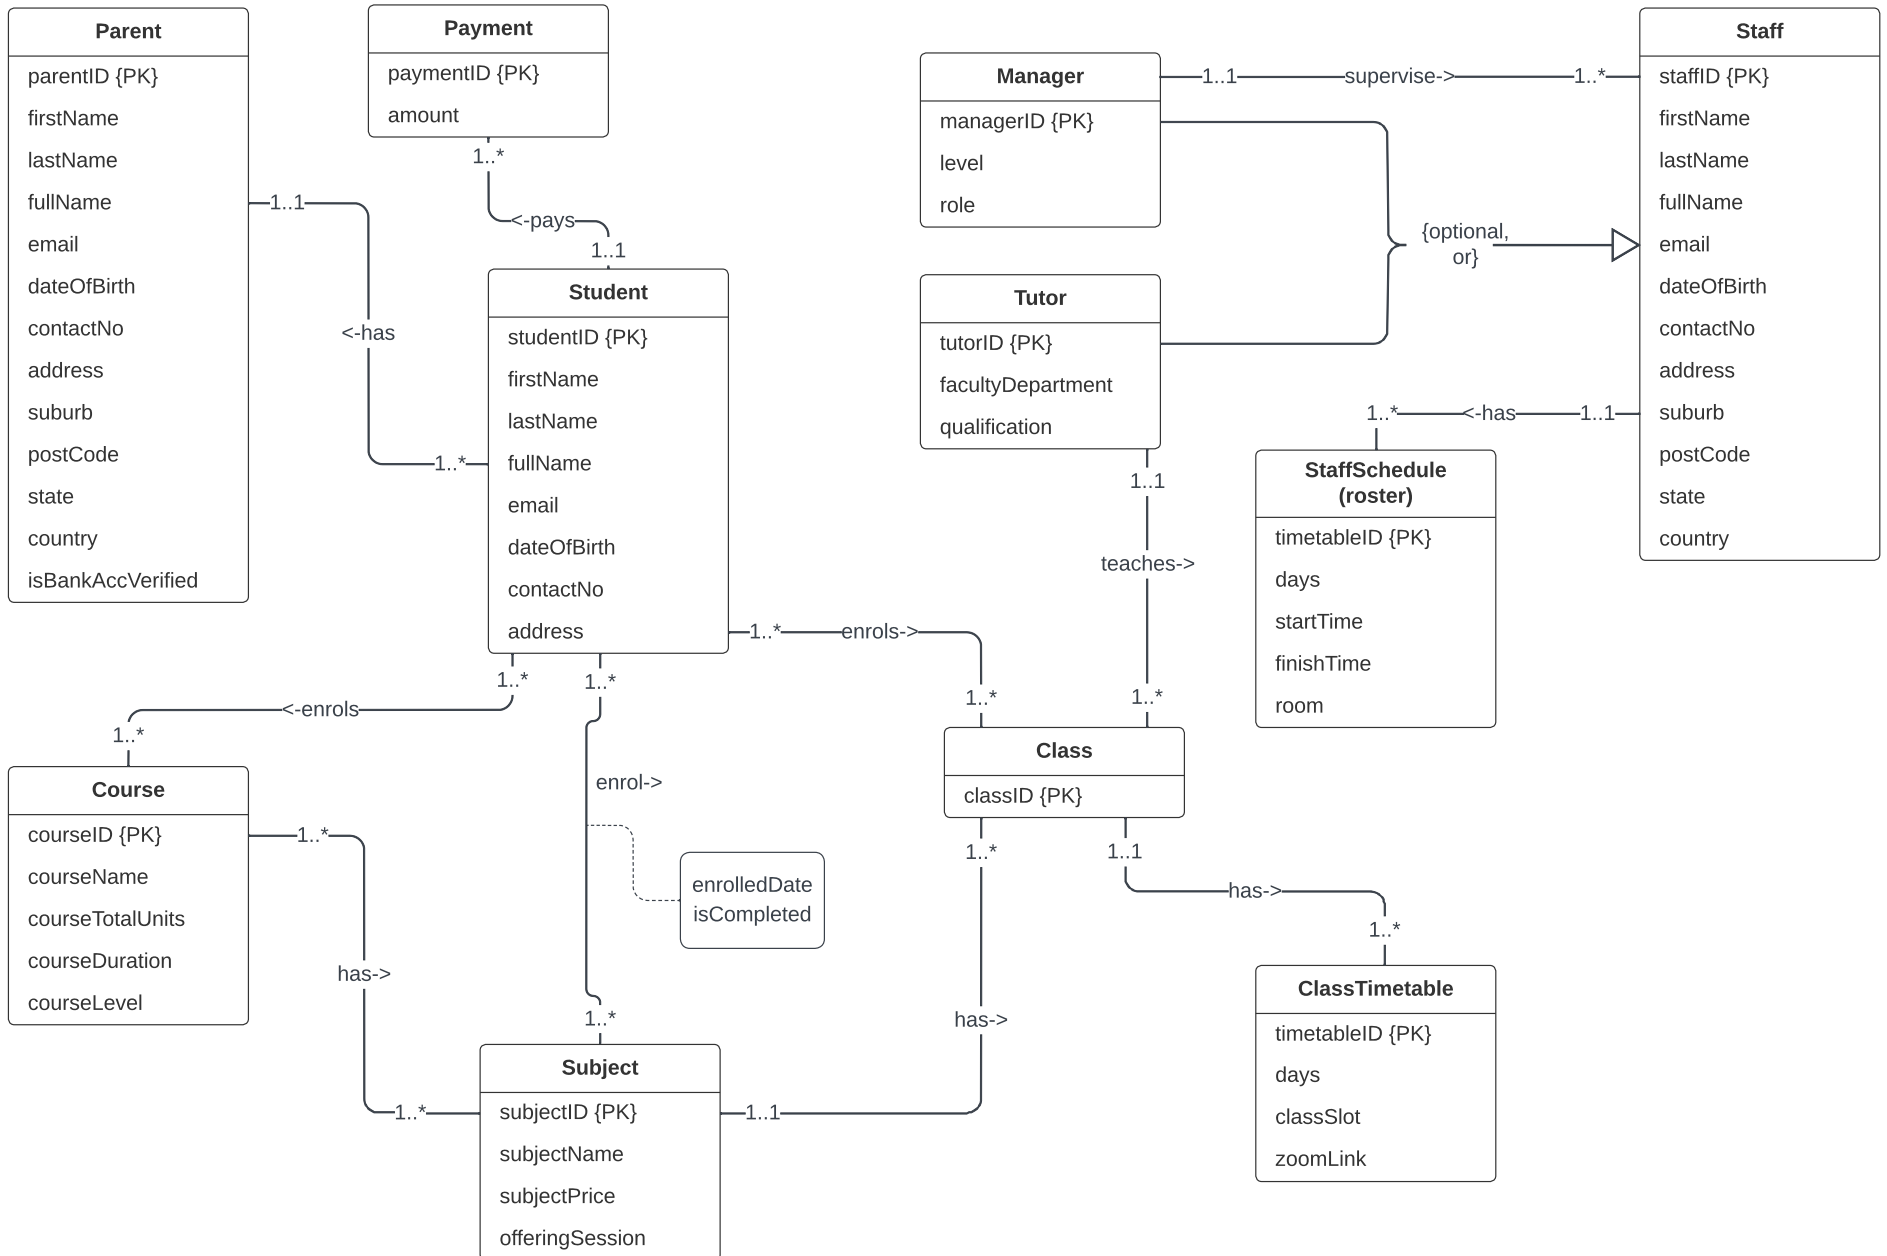 Parent
parentID {PK}
firstName
lastName
fullName
email
dateOfBirth
contactNo
address
suburb
postCode
state
country
isBankAccVerified
1..1
<-has
1..*
Payment
paymentID {PK}
amount
1..*
<-pays
1..1
Student
studentID {PK}
firstName
lastName
fullName
email
dateOfBirth
contactNo
address
Manager
managerID {PK}
level
role
1..1
supervise->
1..*
{optional,
or}
Staff
staffID {PK}
firstName
lastName
fullName
email
dateOfBirth
contactNo
address
suburb
postCode
state
country
Tutor
tutorID {PK}
facultyDepartment
qualification
1..*
<-has
1..1
StaffSchedule
(roster)
timetableID {PK}
days
startTime
finishTime
room
1..1
teaches->
1..*
1..*
enrols->
1..*
1..*
<-enrols
1..*
1..*
enrol->
enrolledDate
isCompleted
1..*
Class
classID {PK}
Course
courseID {PK}
courseName
courseTotalUnits
courseDuration
courseLevel
1..*
has->
1..*
1..*
has->
1..1
1..1
has->
1..*
ClassTimetable
timetableID {PK}
days
classSlot
zoomLink
Subject
subjectID {PK}
subjectName
subjectPrice
offeringSession